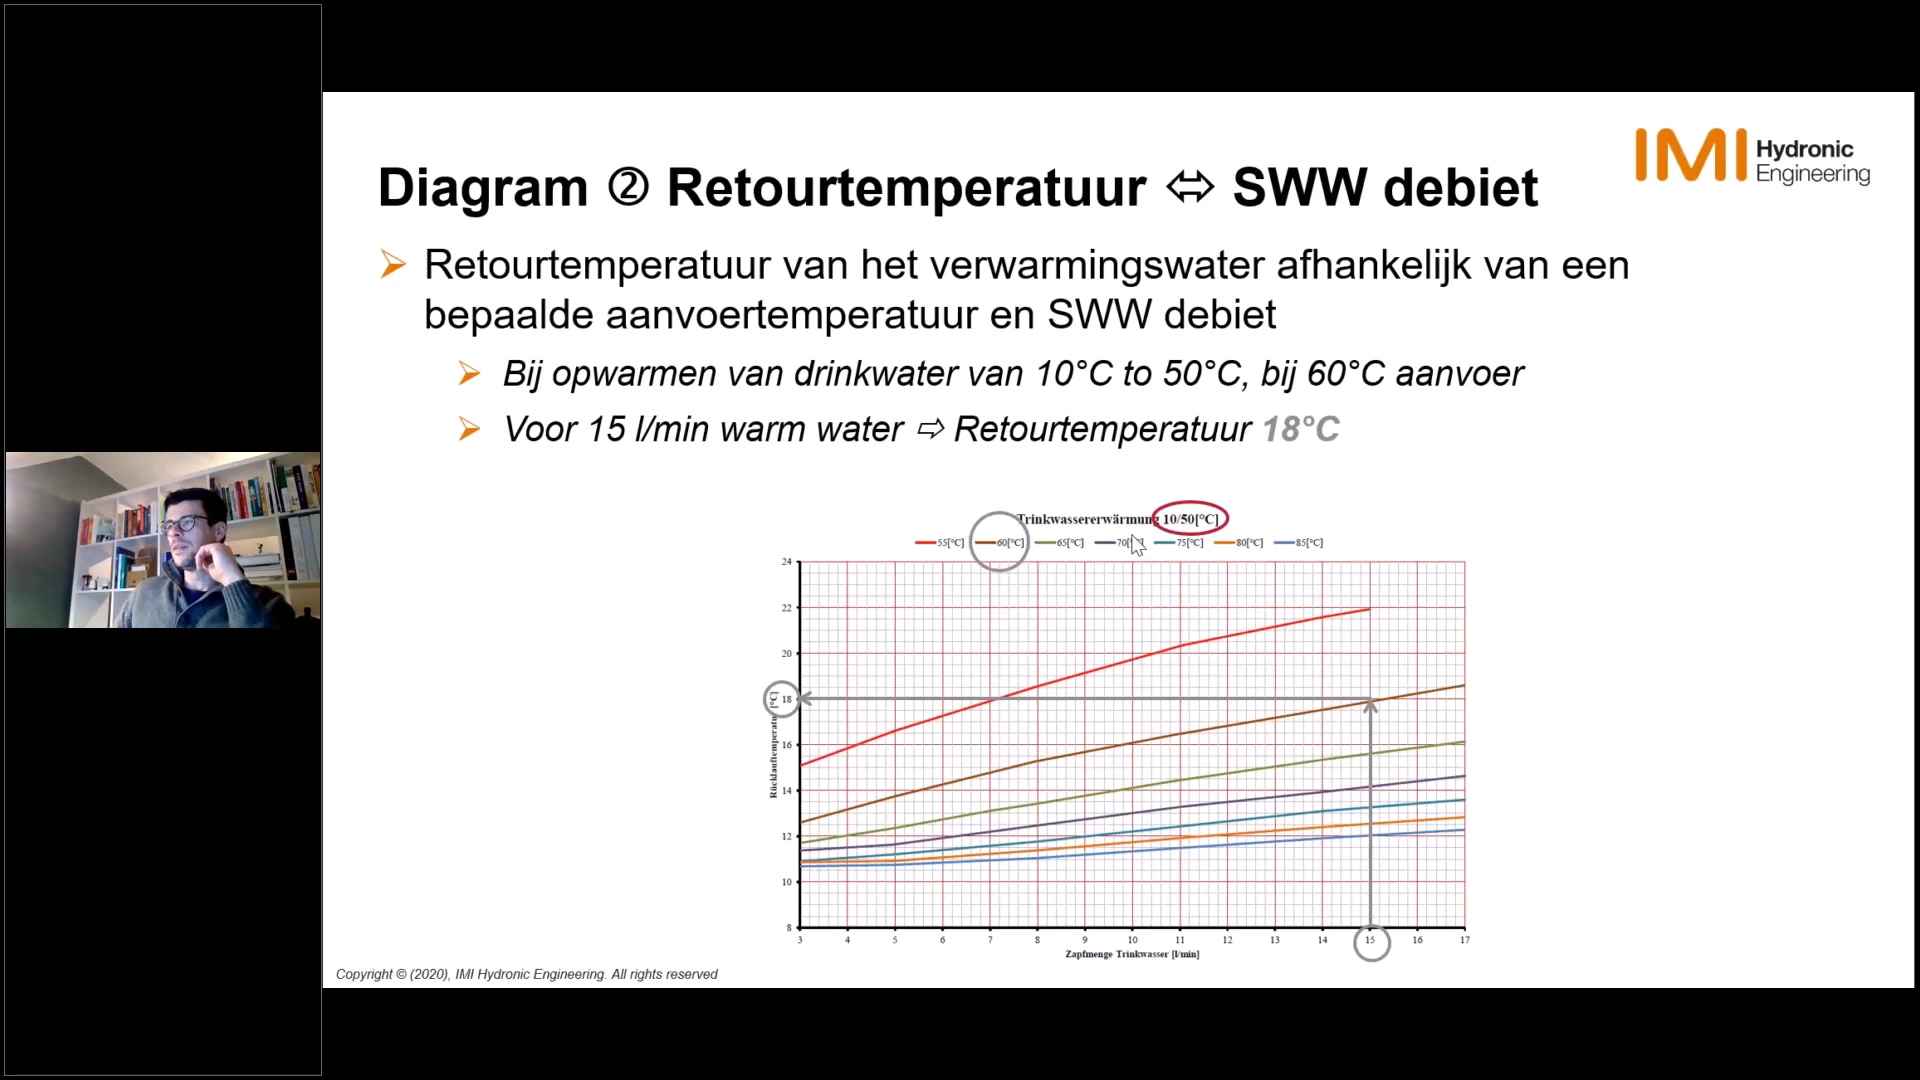 IMI Hydronic
Engineering
Diagram ② Retourtemperatuur ⬄ SWW debiet
Retourtemperatuur van het verwarmingswater afhankelijk van een
bepaalde aanvoertemperatuur en SWW debiet
Bij opwarmen van drinkwater van 10°C to 50°C, bij 60°C aanvoer
Voor 15 l/min warm water ⇨ Retourtemperatuur 18°C
Trinkwassererwärmung 10/50[°C]
55[°C] 60[°C] 65[°C] 70[°C] 75[°C] 80[°C] 85[°C]
24
22
20
18
16
14
12
10
8
Rücklauftemperatur [°C]
3 4 5 6 7 8 9 10 11 12 13 14 15 16 17
Zapfmenge Trinkwasser [l/min]
Copyright © (2020), IMI Hydronic Engineering. All rights reserved